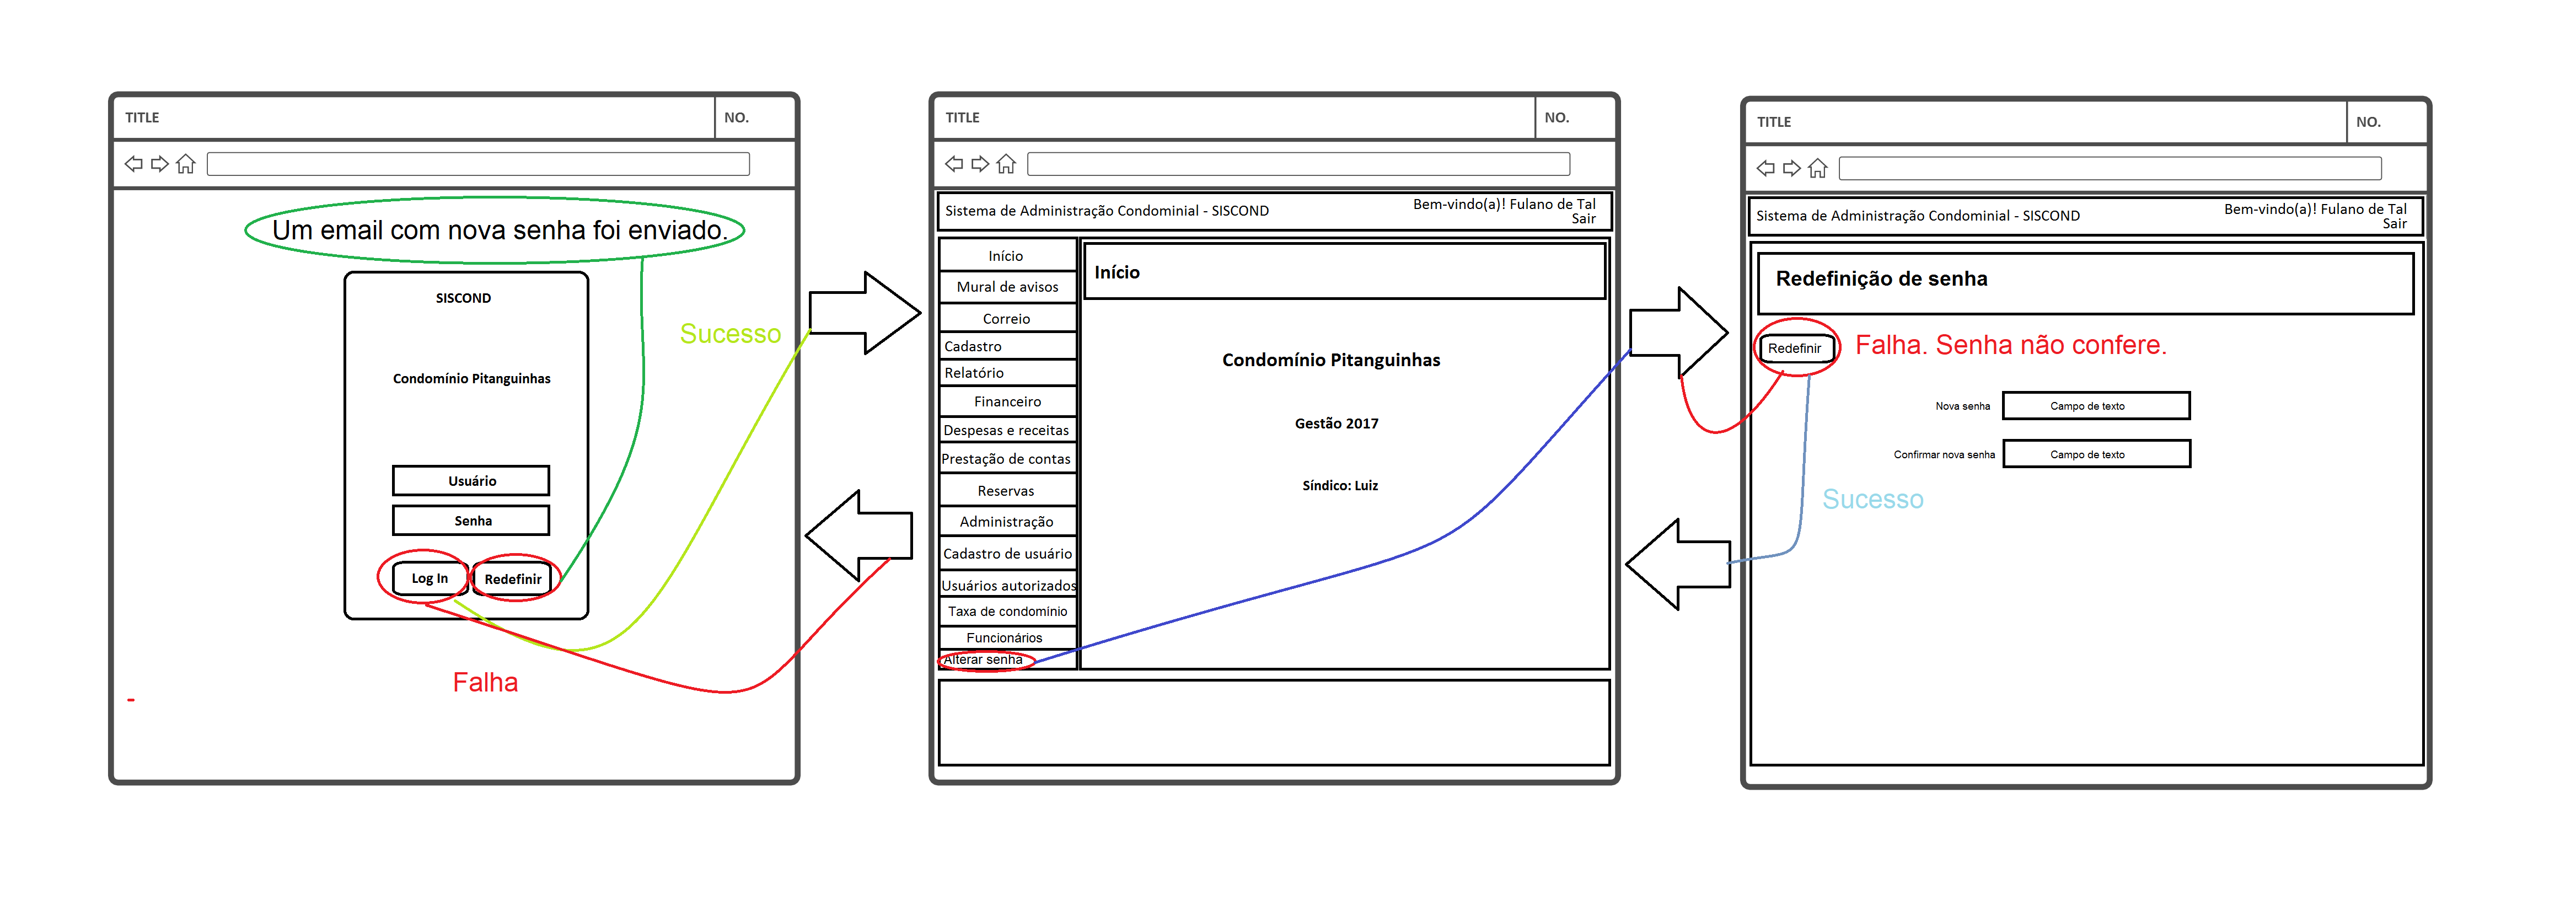 TITLE
NO.
Um email com nova senha foi enviado.
SISCOND
Condomínio Pitanguinhas
Usuário
Senha
Log In
Redefinir
Sucesso
Falha
TITLE
NO.
Sistema de Administração Condominial - SISCOND
Bem-vindo(a)! Fulano de Tal
Sair
Início
Mural de avisos
Correio
Cadastro
Relatório
Financeiro
Despesas e receitas
Prestação de contas
Reservas
Administração
Cadastro de usuário
Usuários autorizados
Taxa de condominio
Funcionários
Alterar senha
Início
Condomínio Pitanguinhas
Gestão 2017
Síndico: Luiz
TITLE
NO.
Sistema de Administração Condominial - SISCOND
Bem-vindo(a)! Fulano de Tal
Sair
Redefinição de senha
Redefinir
Falha. Senha não confere.
Nova senha
Campo de texto
Confirmar nova senha
Campo de texto
Sucesso